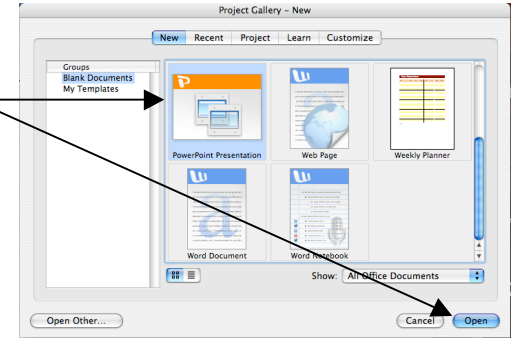 Project Gallery – New
New Recent Project Learn Customize
Groups
Blank Documents
My Templates
PowerPoint Presentation
Web Page
Weekly Planner
Word Document
Word Notebook
Show: All Office Documents
Open Other...
Cancel
Open